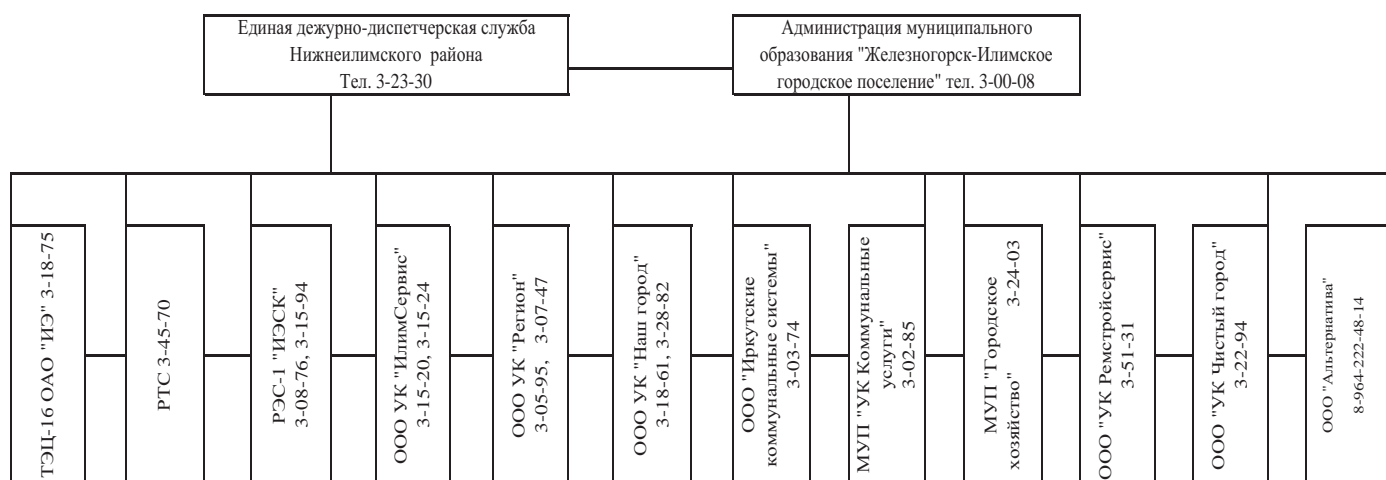 Единая дежурно-диспетчерская служба
Нижнеилимского района
Тел. 3-23-30
Администрация муниципального
образования "Железногорск-Илимское
городское поселение" тел. 3-00-08
ТЭЦ-16 ОАО "ИЭ" 3-18-75
РТС 3-45-70
РЭС-1 "ИЭСК"
3-08-76, 3-15-94
ООО УК "ИлимСервис"
3-15-20, 3-15-24
ООО УК "Регион"
3-05-95, 3-07-47
ООО УК "Наш город"
3-18-61, 3-28-82
ООО "Иркутские
коммунальные системы"
3-03-74
МУП "УК Коммунальные
услуги"
3-02-85
МУП "Городское
хозяйство" 3-24-03
ООО "УК Ремстройсервис"
3-51-31
ООО "УК Чистый город"
3-22-94
ООО "Альтернатива"
8-964-222-48-14